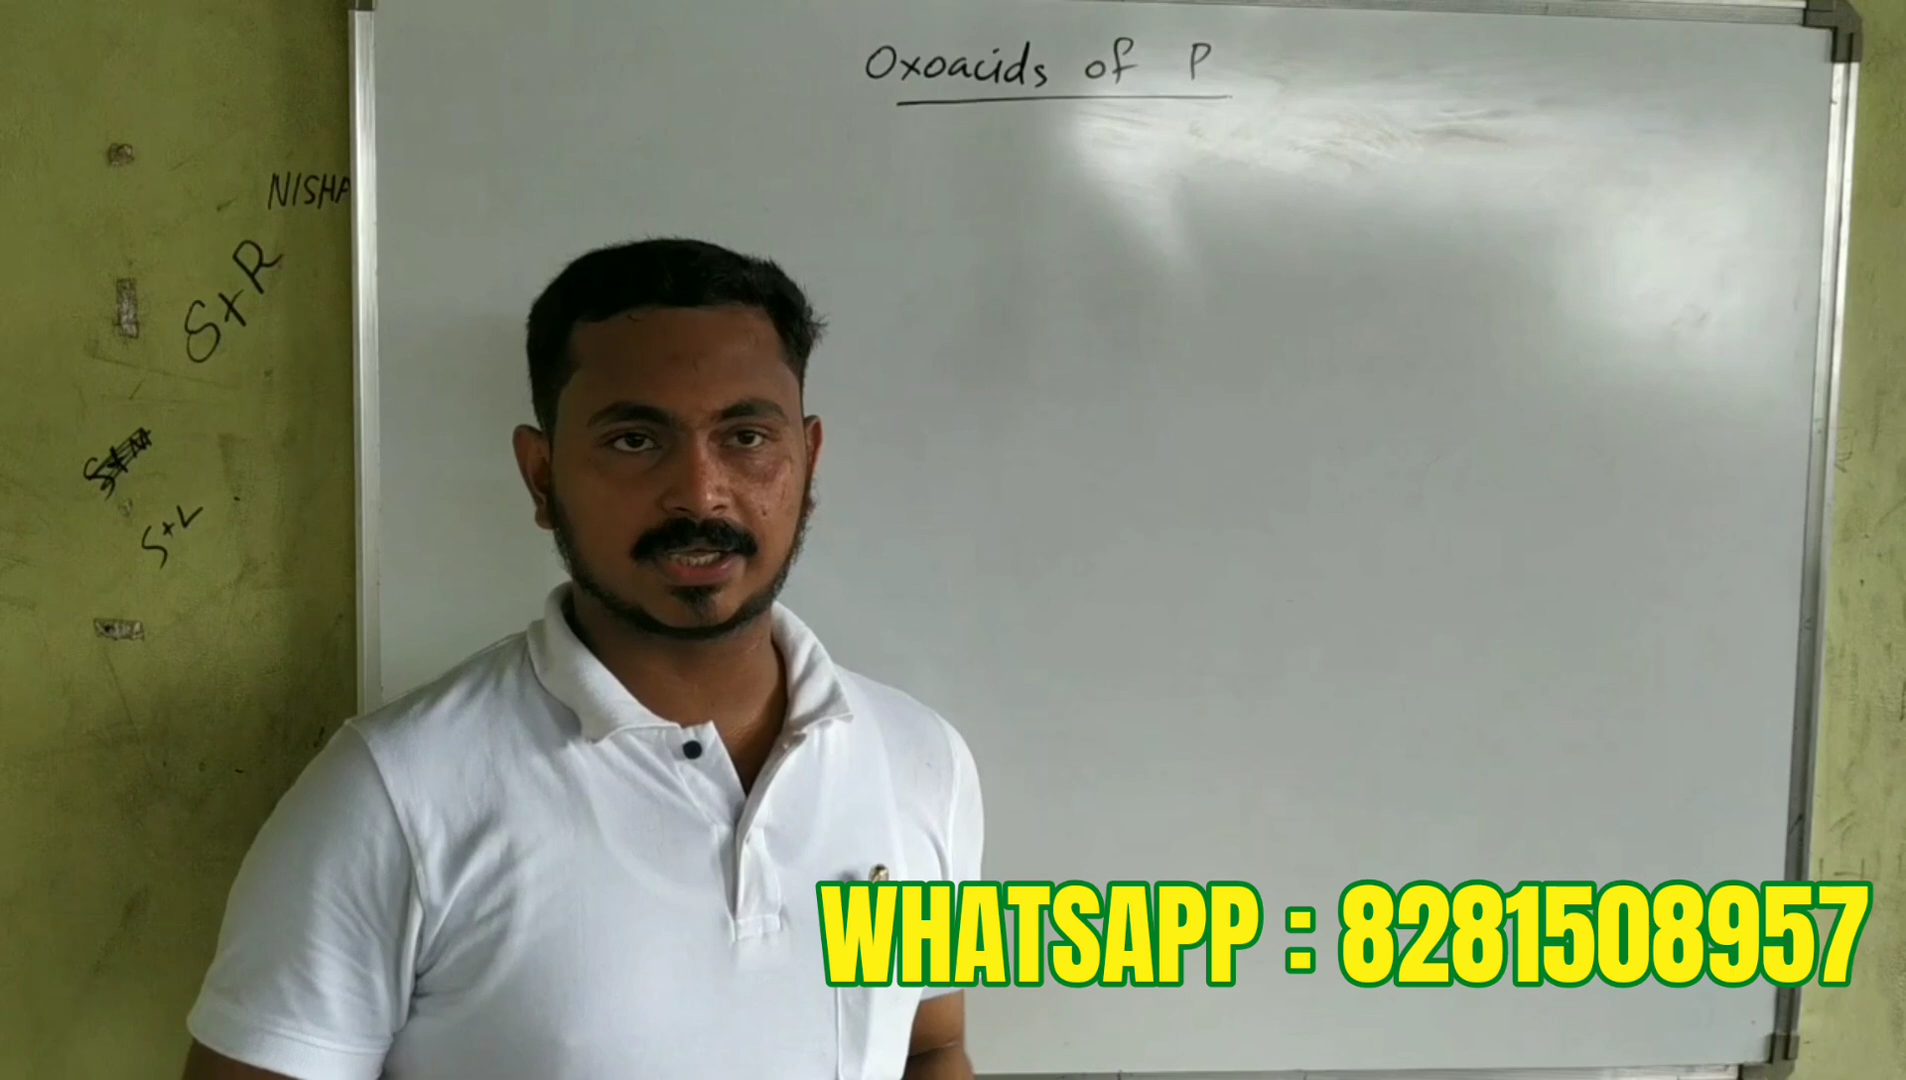 Oxoacids of P
NISHA
S+R
S+L
WHATSAPP : 8281508957